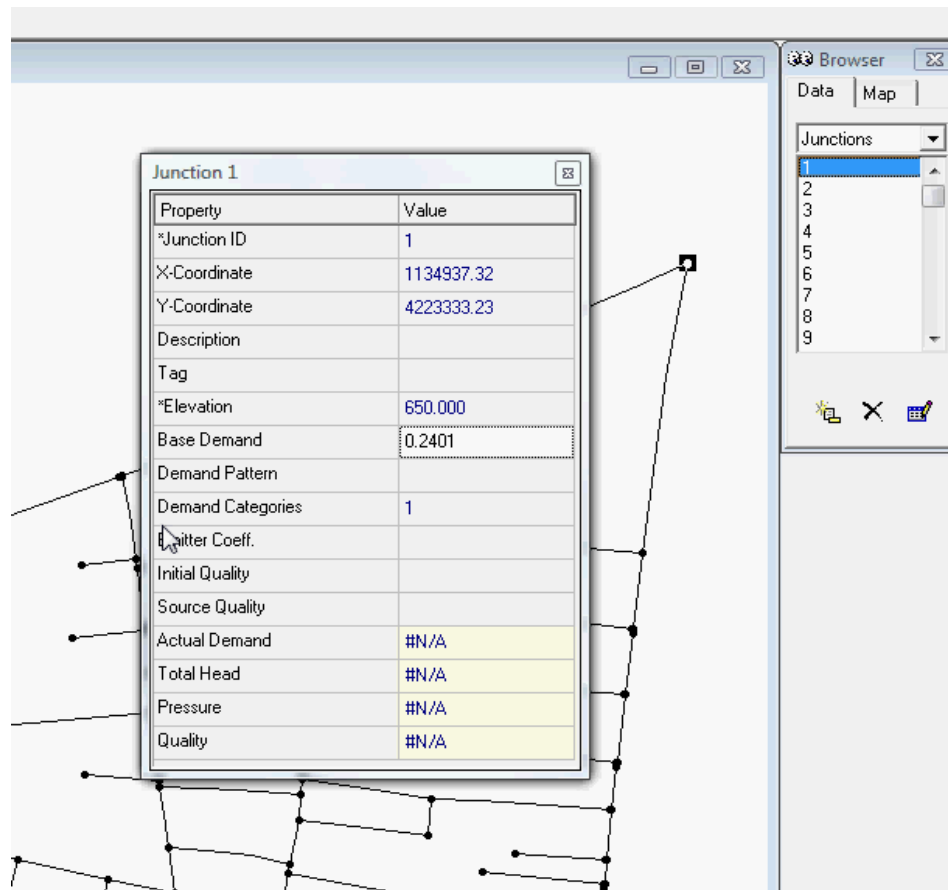 Browser
Data Map
Junctions
1
2
3
4
5
6
7
8
9
Junction 1
Property Value
*Junction ID 1
X-Coordinate 1134937.32
Y-Coordinate 4223333.23
Description
Tag
*Elevation 650.000
Base Demand 0.2401
Demand Pattern
Demand Categories 1
Coeff.
Initial Quality
Source Quality
Actual Demand #N/A
Total Head #N/A
Pressure #N/A
Quality #N/A